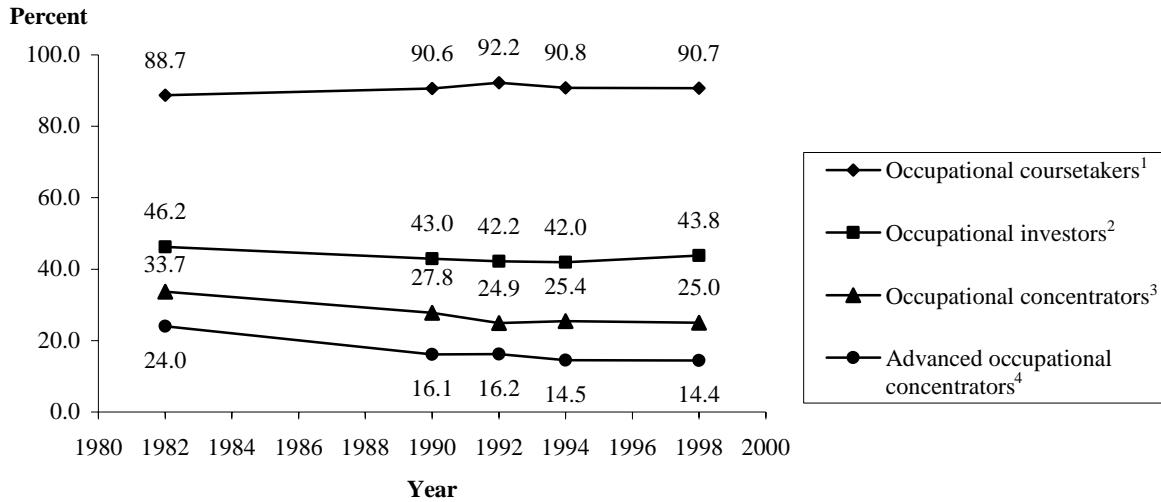 Percent
100.0
80.0
60.0
40.0
20.0
0.0
88.7 90.6 92.2 90.8 90.7
46.2 43.0 42.2 42.0 43.8
33.7 27.8 24.9 25.4 25.0
24.0 16.1 16.2 14.5 14.4
1980 1982 1984 1986 1988 1990 1992 1994 1996 1998 2000
Year
Occupational coursetakers¹
Occupational investors²
Occupational concentrators³
Advanced occupational
concentrators⁴